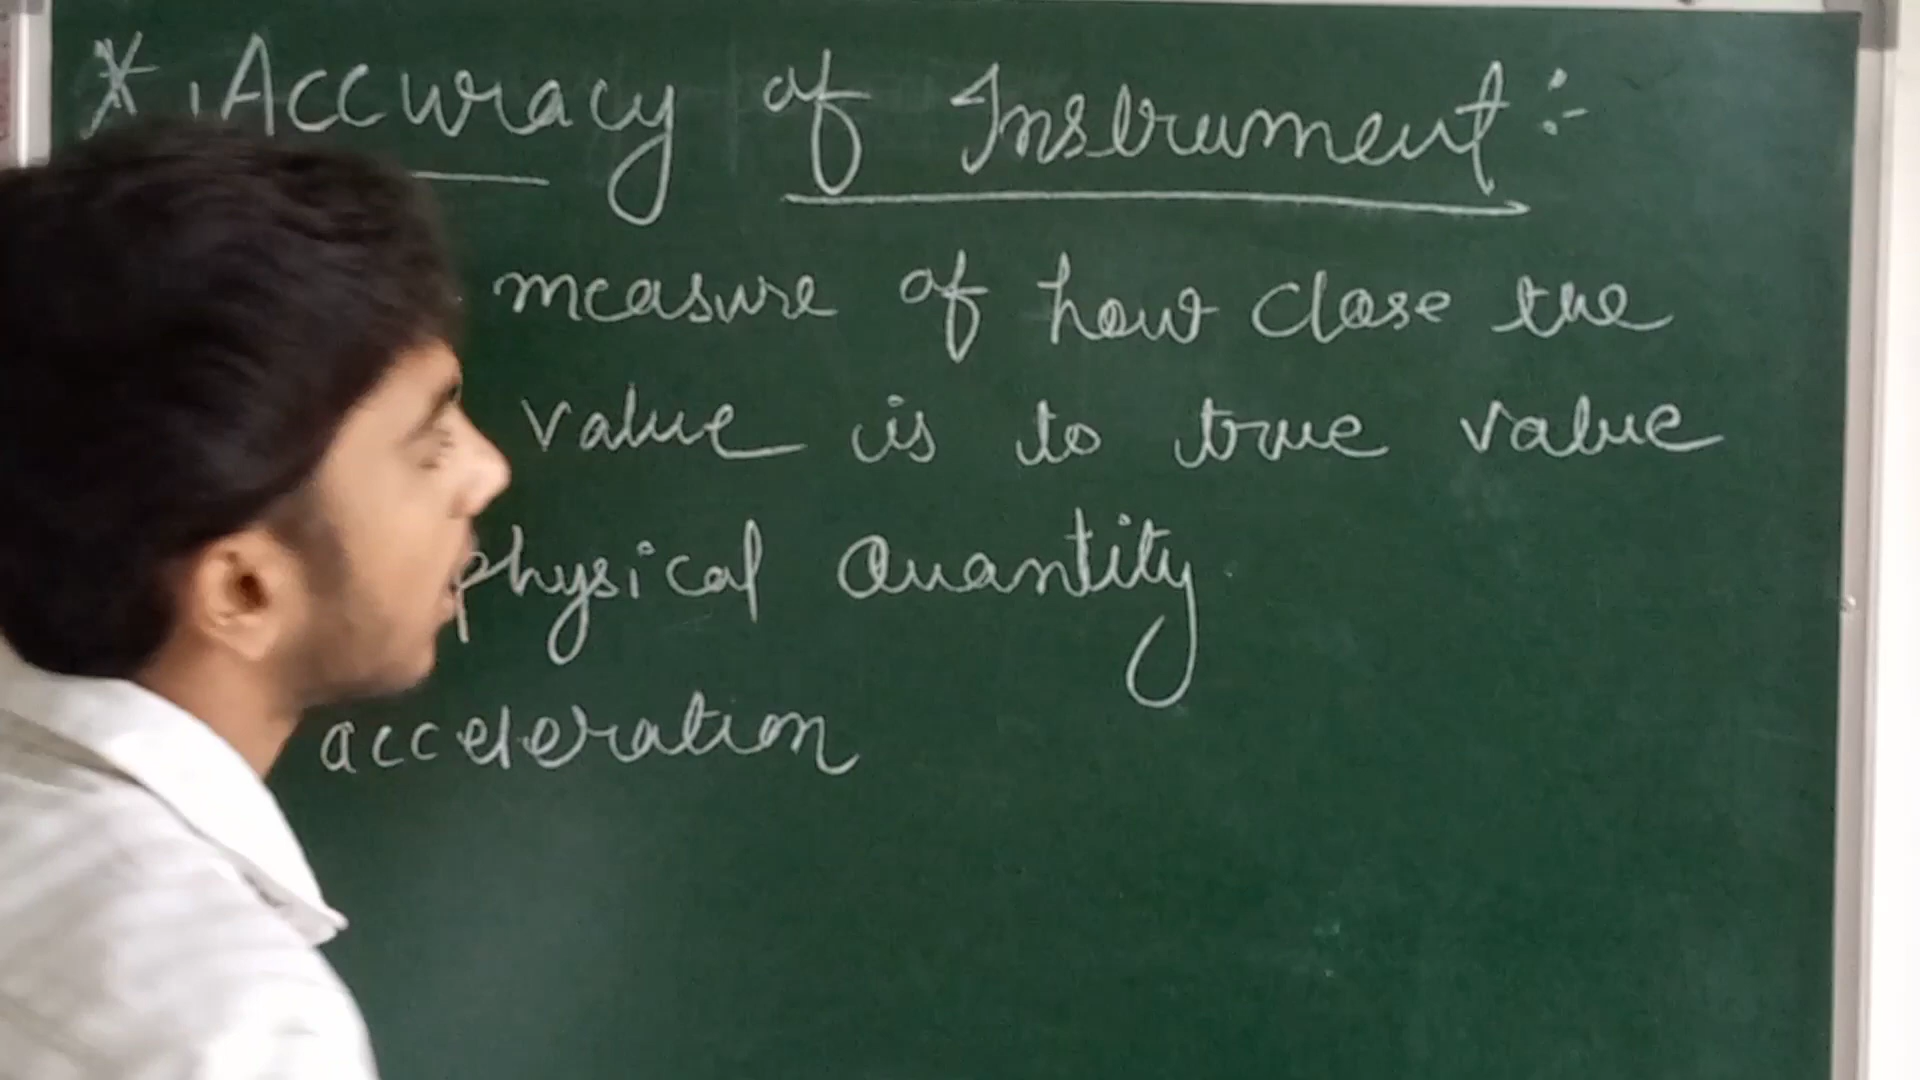 * Accuracy of Instrument :-
measure of how close the
value is to true value
physical Quantity
acceleration